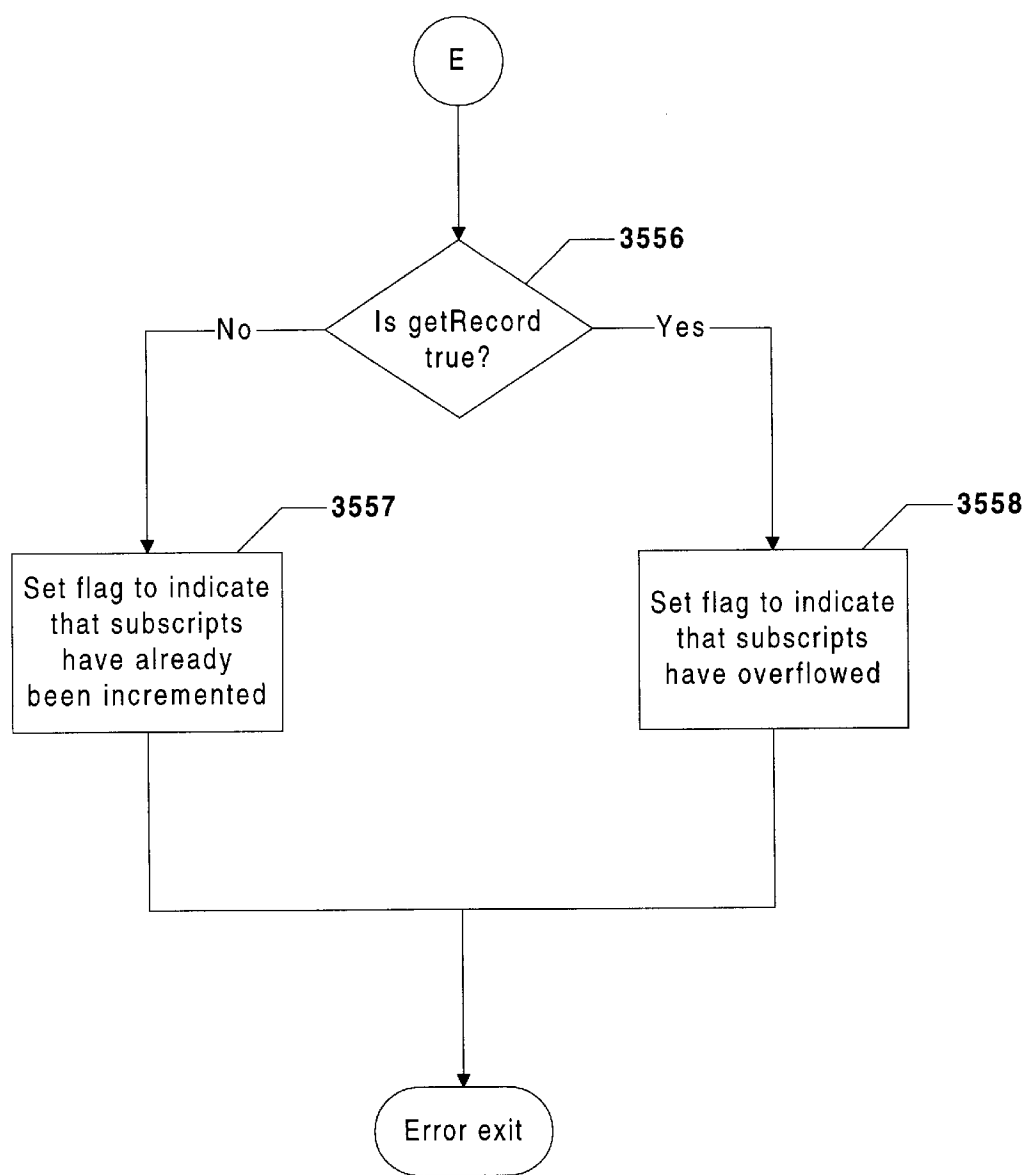 E
3556
Is getRecord
true?
No
Yes
3557
3558
Set flag to indicate
that subscripts
have already
been incremented
Set flag to indicate
that subscripts
have overflowed
Error exit